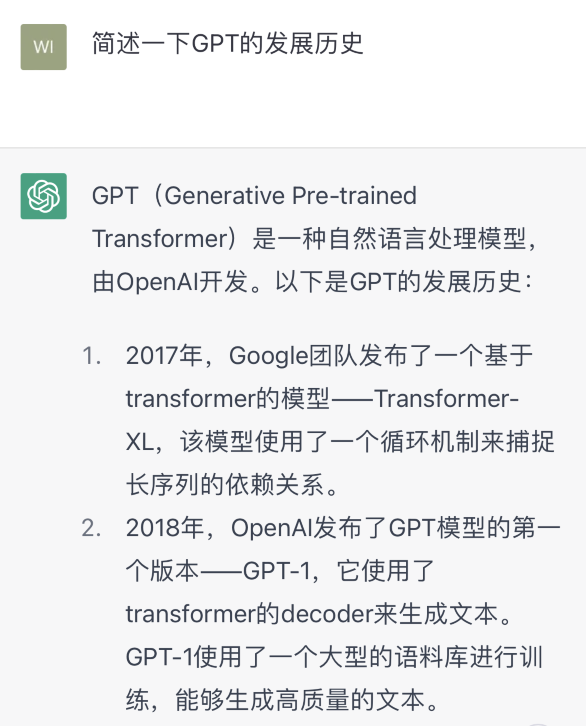 WI
简述一下GPT的发展历史
GPT（Generative Pre-trained
Transformer）是一种自然语言处理模型，
由OpenAI开发。以下是GPT的发展历史：
1. 2017年，Google团队发布了一个基于
transformer的模型——Transformer-
XL，该模型使用了一个循环机制来捕捉
长序列的依赖关系。
2. 2018年，OpenAI发布了GPT模型的第一
个版本——GPT-1，它使用了
transformer的decoder来生成文本。
GPT-1使用了一个大型的语料库进行训
练，能够生成高质量的文本。